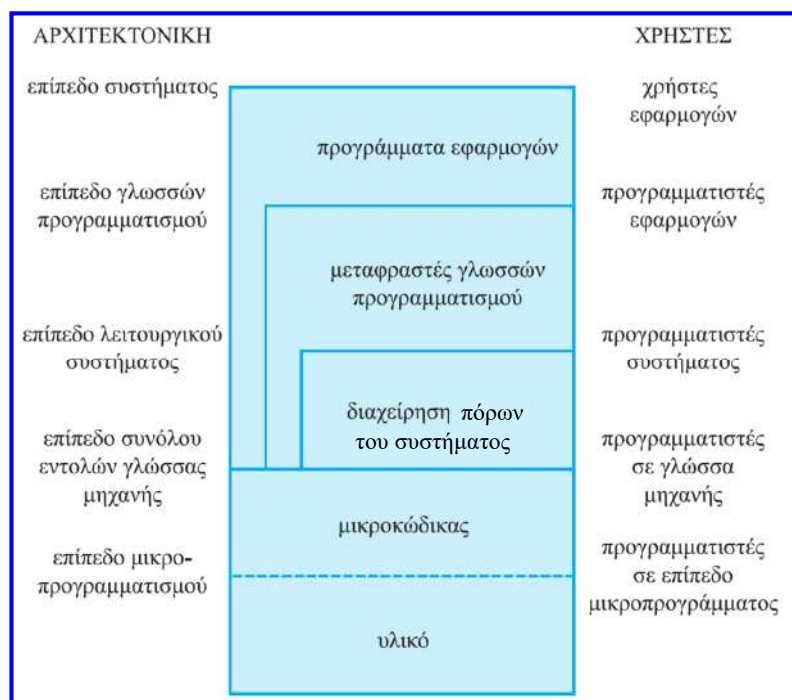 ΑΡΧΙΤΕΚΤΟΝΙΚΗ
ΧΡΗΣΤΕΣ
επίπεδο συστήματος
χρήστες
εφαρμογών
προγράμματα εφαρμογών
επίπεδο γλωσσών
προγραμματισμού
προγραμματιστές
εφαρμογών
μεταφραστές γλωσσών
προγραμματισμού
επίπεδο λειτουργικού
συστήματος
προγραμματιστές
συστήματος
διαχείρηση πόρων
του συστήματος
επίπεδο συνόλου
εντολών γλώσσας
μηχανής
προγραμματιστές
σε γλώσσα
μηχανής
μικροκώδικας
επίπεδο μικρο-
προγραμματισμού
προγραμματιστές
σε επίπεδο
μικροπρογράμματος
υλικό